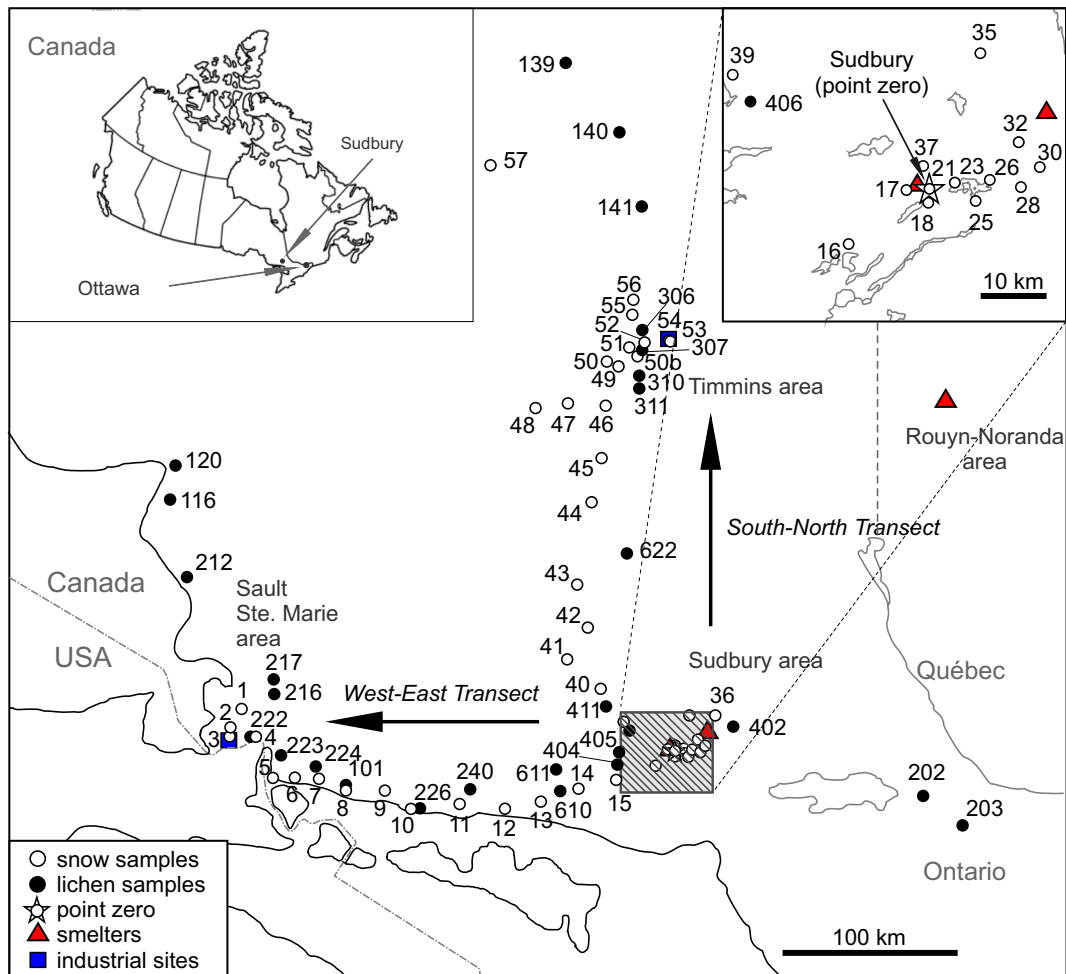 Canada
Sudbury
Ottawa
139
140
57
141
39
406
35
Sudbury
(point zero)
32
37
21
23
26
30
17
18
25
28
16
10 km
56
306
55
54
52
53
51
307
50
50b
49
310
311
48
47
46
Timmins area
Rouyn-Noranda
area
45
44
120
116
South-North Transect
622
212
43
Canada
Sault
Ste. Marie
area
42
USA
41
Sudbury area
Québec
217
216
West-East Transect
40
36
1
2
3
222
4
411
402
223
224
405
404
5
6
7
101
8
9
240
611
14
226
10
11
12
13
610
15
202
203
Ontario
snow samples
lichen samples
point zero
smelters
industrial sites
100 km